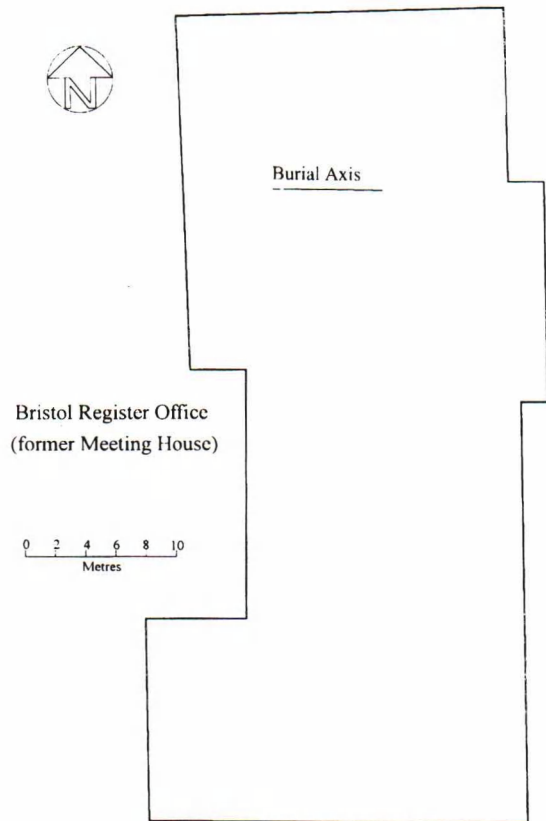 N
Burial Axis
Bristol Register Office
(former Meeting House)
0 2 4 6 8 10
Metres